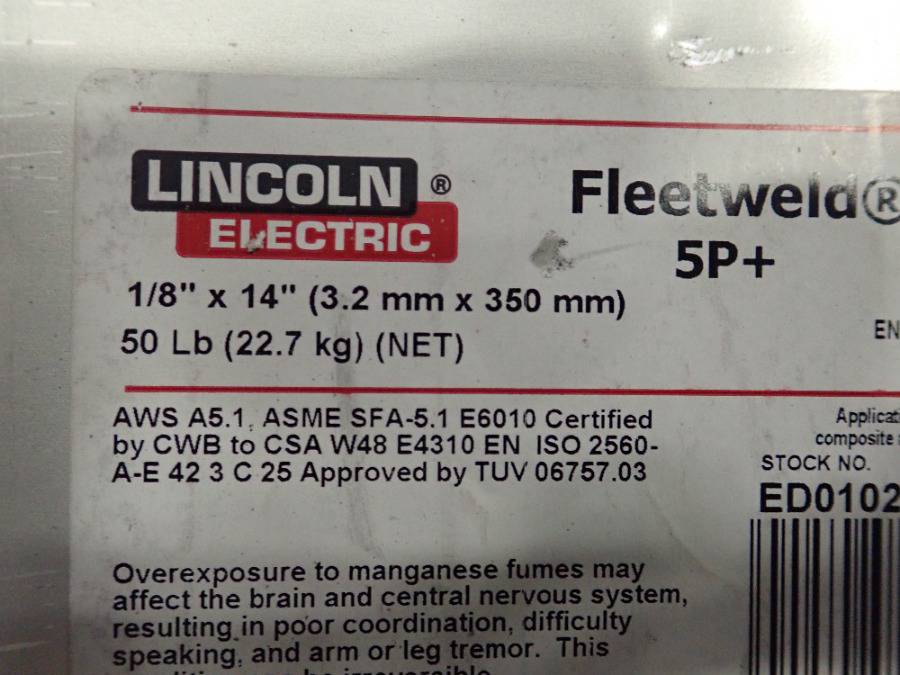 LINCOLN ®
ELECTRIC
Fleetweld®
5P+
1/8" x 14" (3.2 mm x 350 mm)
50 Lb (22.7 kg) (NET)
EN
AWS A5.1, ASME SFA-5.1 E6010 Certified
by CWB to CSA W48 E4310 EN ISO 2560-
A-E 42 3 C 25 Approved by TUV 06757.03
Applicat
composite
STOCK NO.
ED0102
Overexposure to manganese fumes may
affect the brain and central nervous system,
resulting in poor coordination, difficulty
speaking, and arm or leg tremor. This
be irreversible